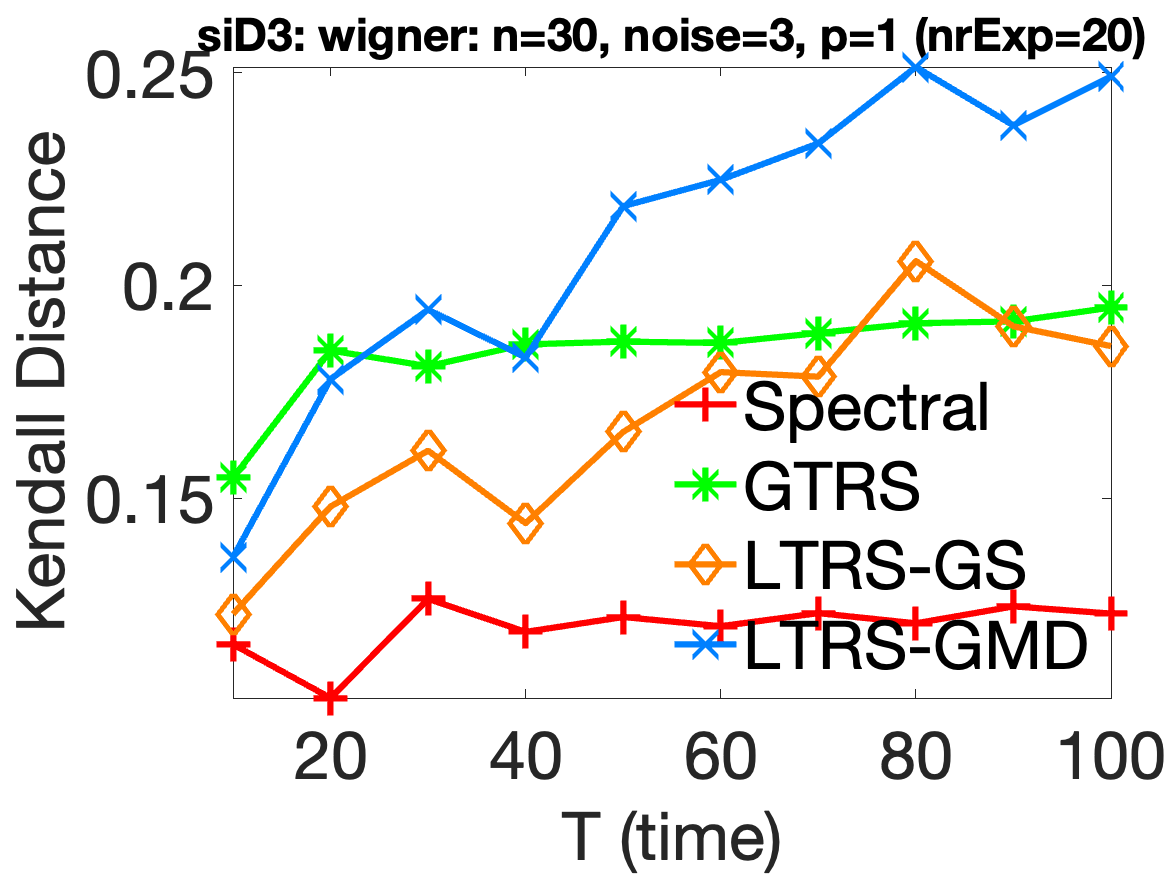 siD3: wigner: n=30, noise=3, p=1 (nrExp=20)
0.25
0.2
0.15
Kendall Distance
Spectral
GTRS
LTRS-GS
LTRS-GMD
20 40 60 80 100
T (time)